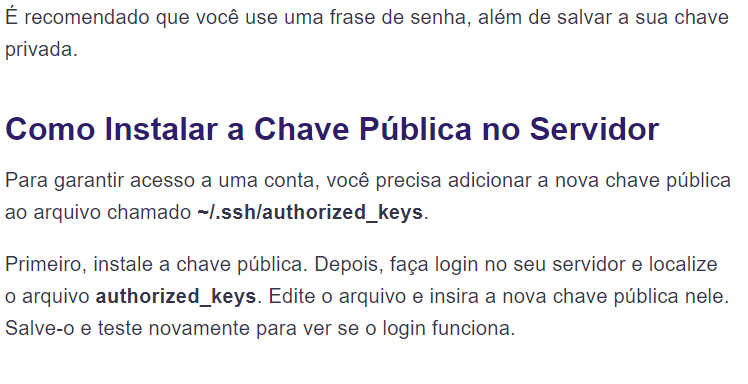 É recomendado que você use uma frase de senha, além de salvar a sua chave
privada.
Como Instalar a Chave Pública no Servidor
Para garantir acesso a uma conta, você precisa adicionar a nova chave pública
ao arquivo chamado ~/.ssh/authorized_keys.
Primeiro, instale a chave pública. Depois, faça login no seu servidor e localize
o arquivo authorized_keys. Edite o arquivo e insira a nova chave pública nele.
Salve-o e teste novamente para ver se o login funciona.